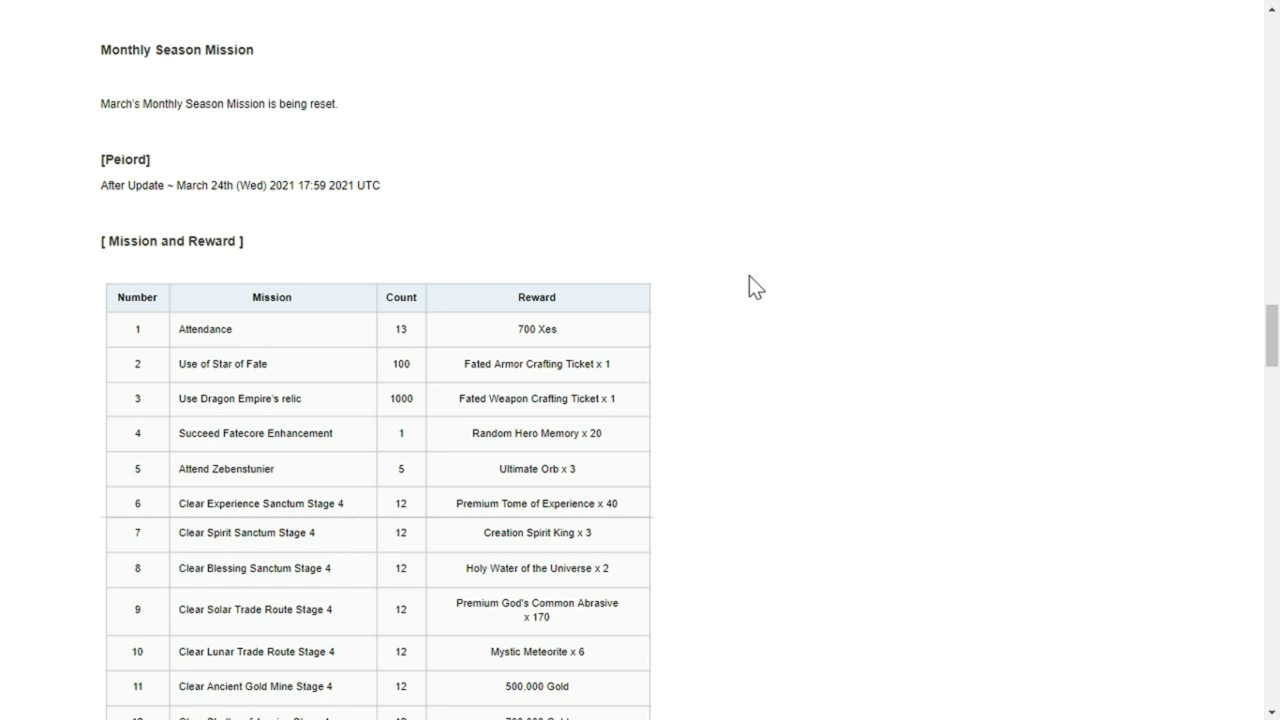 Monthly Season Mission
March's Monthly Season Mission is being reset.
[Peiord]
After Update ~ March 24th (Wed) 2021 17:59 2021 UTC
[ Mission and Reward ]
Number Mission Count Reward
1 Attendance 13 700 Xes
2 Use of Star of Fate 100 Fated Armor Crafting Ticket x 1
3 Use Dragon Empire's relic 1000 Fated Weapon Crafting Ticket x 1
4 Succeed Fatecore Enhancement 1 Random Hero Memory x 20
5 Attend Zebenstunier 5 Ultimate Orb x 3
6 Clear Experience Sanctum Stage 4 12 Premium Tome of Experience x 40
7 Clear Spirit Sanctum Stage 4 12 Creation Spirit King x 3
8 Clear Blessing Sanctum Stage 4 12 Holy Water of the Universe x 2
9 Clear Solar Trade Route Stage 4 12 Premium God's Common Abrasive
x 170
10 Clear Lunar Trade Route Stage 4 12 Mystic Meteorite x 6
11 Clear Ancient Gold Mine Stage 4 12 500,000 Gold